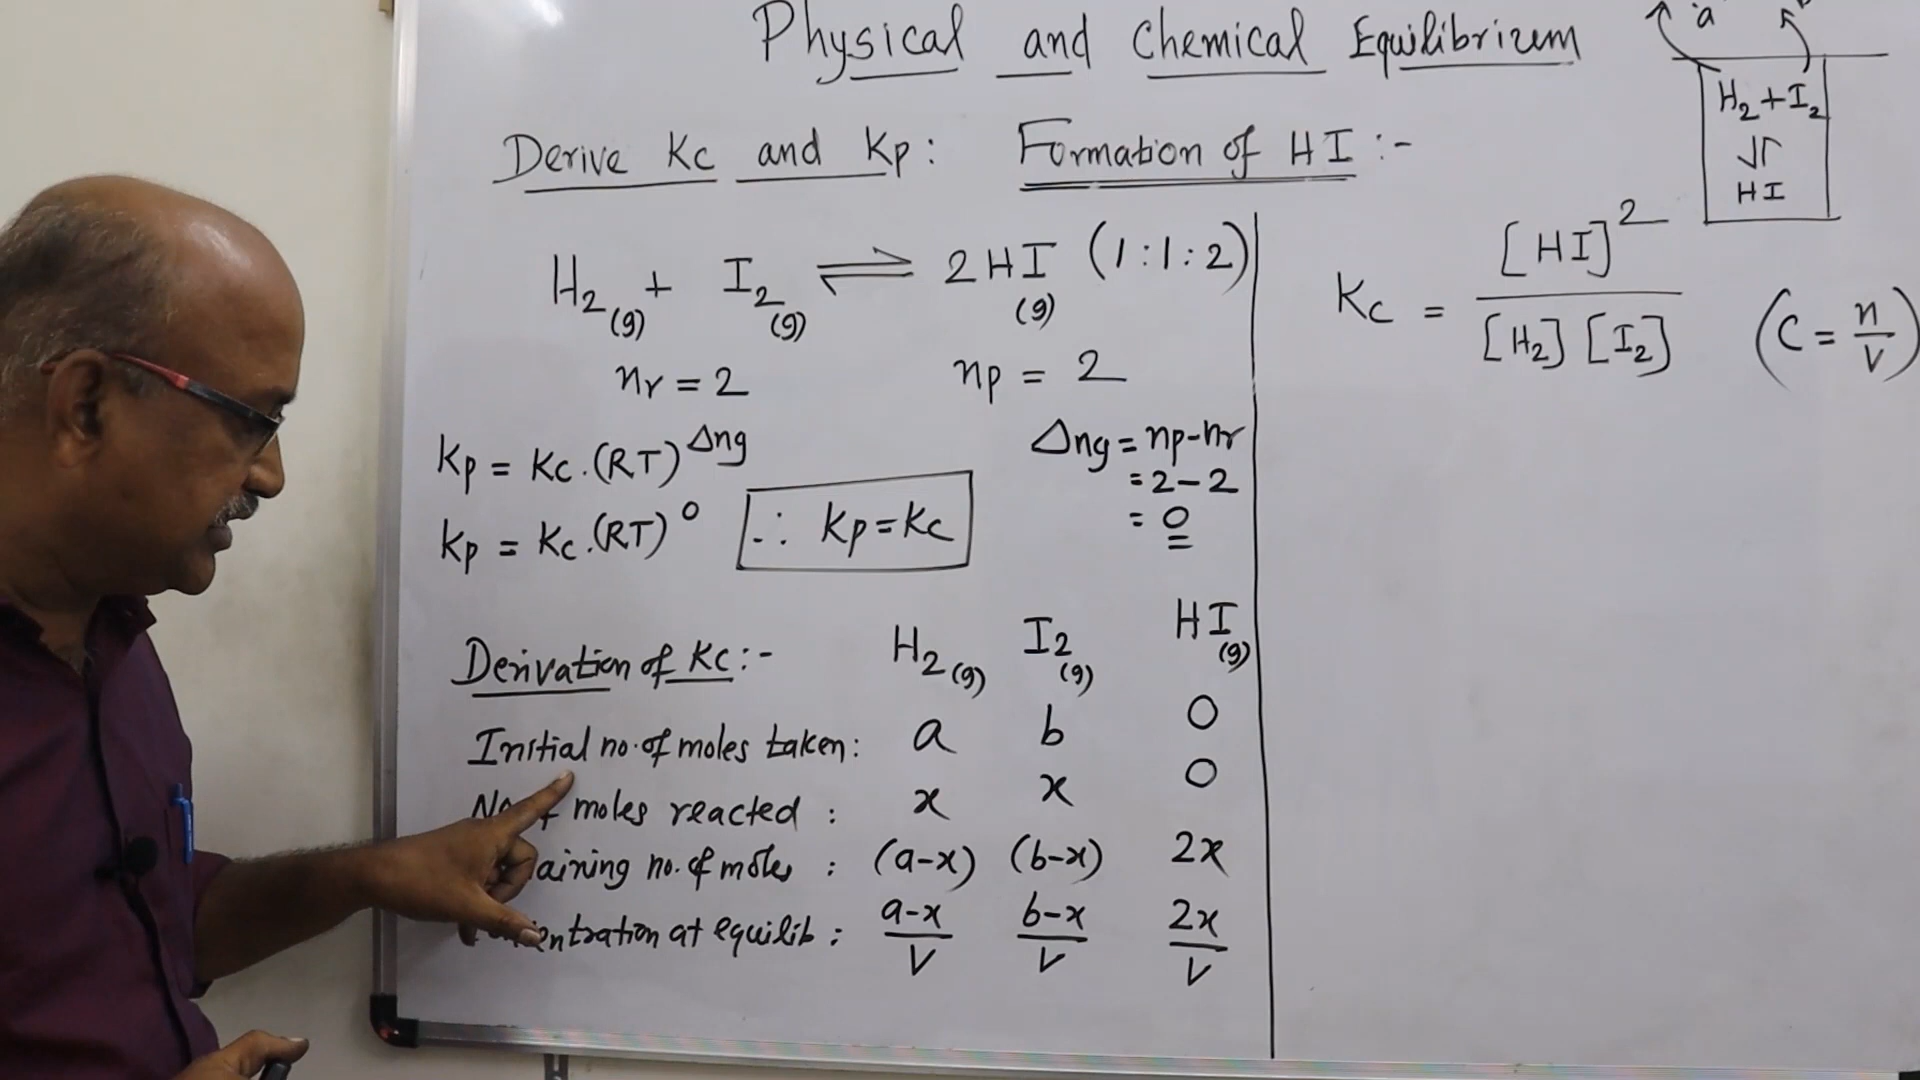 Physical and Chemical Equilibrium
'a'
H₂ + I₂
⇃↾
HI
Derive Kc and Kp : Formation of HI :-
H₂(g) + I₂(g) ⇌ 2HI(g) (1:1:2)
nr = 2 np = 2
Kp = Kc.(RT)^Δng Δng = np-nr
= 2-2
Kp = Kc.(RT)^0 ∴ Kp = Kc = 0
Derivation of Kc :- H₂(g) I₂(g) HI(g)
Initial no. of moles taken : a b 0
moles reacted : x x 0
aining no. of moles : (a-x) (b-x) 2x
entration at equilib : a-x/V b-x/V 2x/V
Kc = [HI]²/[H₂][I₂] (C = n/V)